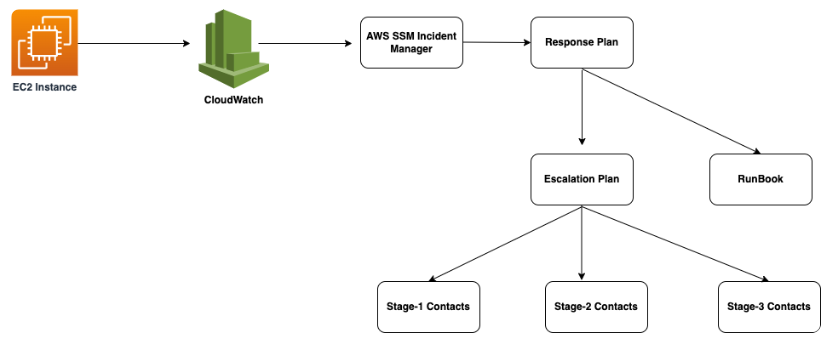 EC2 Instance
CloudWatch
AWS SSM Incident
Manager
Response Plan
Escalation Plan
RunBook
Stage-1 Contacts
Stage-2 Contacts
Stage-3 Contacts